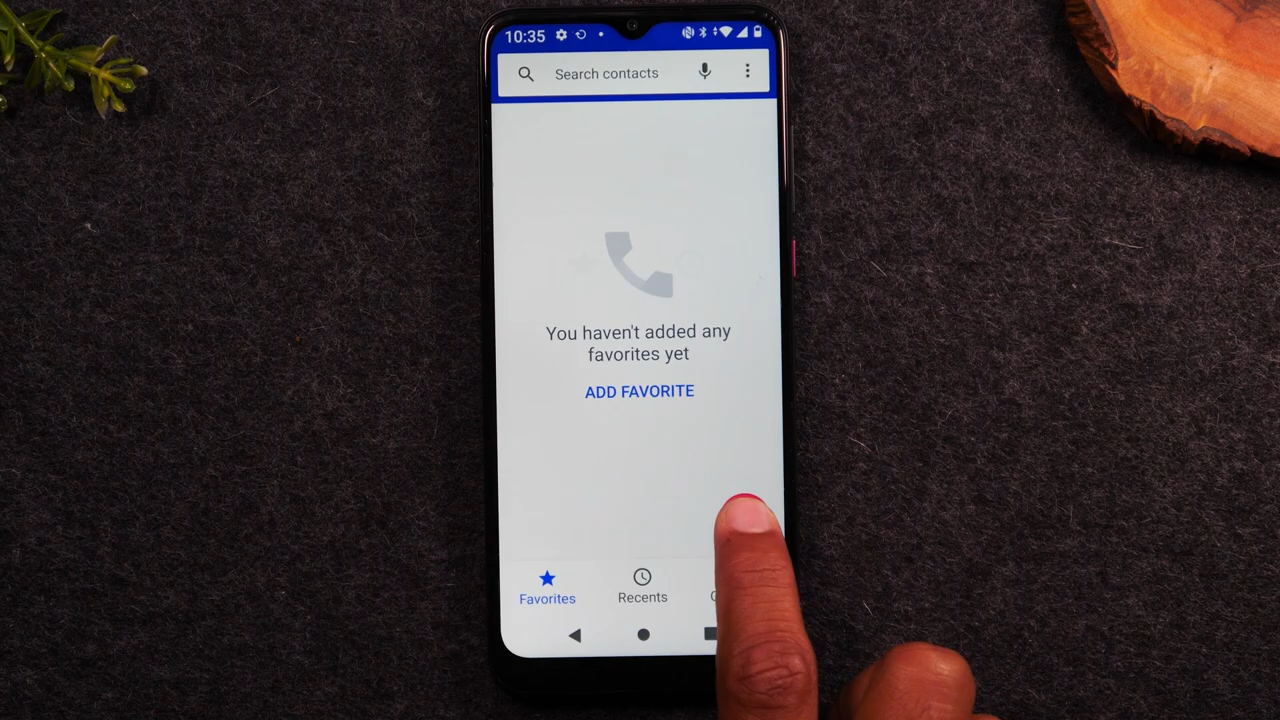 10:35
Search contacts
You haven't added any
favorites yet
ADD FAVORITE
Favorites
Recents